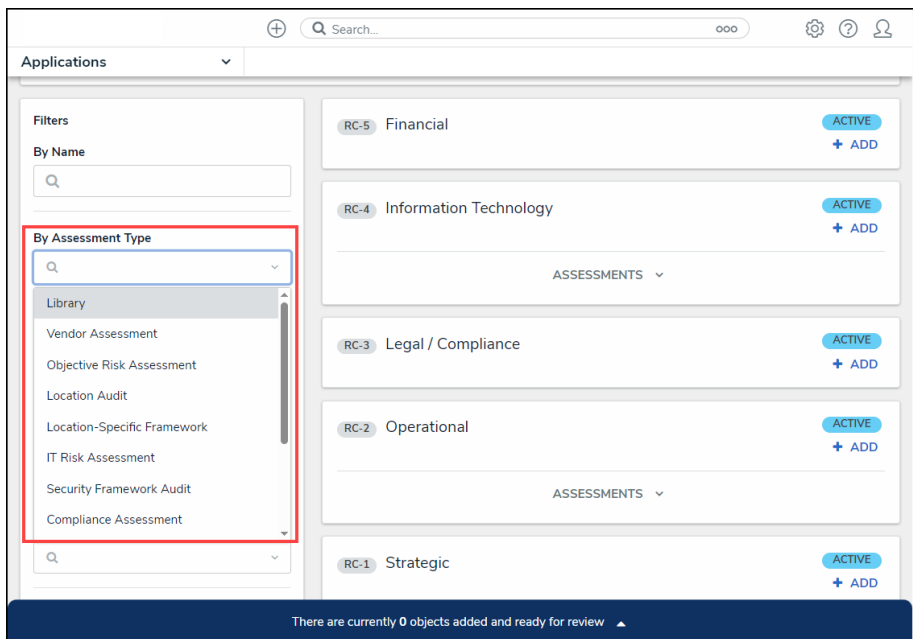 Search...
ooo
Applications
Filters
By Name
By Assessment Type
Library
Vendor Assessment
Objective Risk Assessment
Location Audit
Location-Specific Framework
IT Risk Assessment
Security Framework Audit
Compliance Assessment
RC-5 Financial
ACTIVE
+ ADD
RC-4 Information Technology
ACTIVE
+ ADD
ASSESSMENTS
RC-3 Legal / Compliance
ACTIVE
+ ADD
RC-2 Operational
ACTIVE
+ ADD
ASSESSMENTS
RC-1 Strategic
ACTIVE
+ ADD
There are currently 0 objects added and ready for review